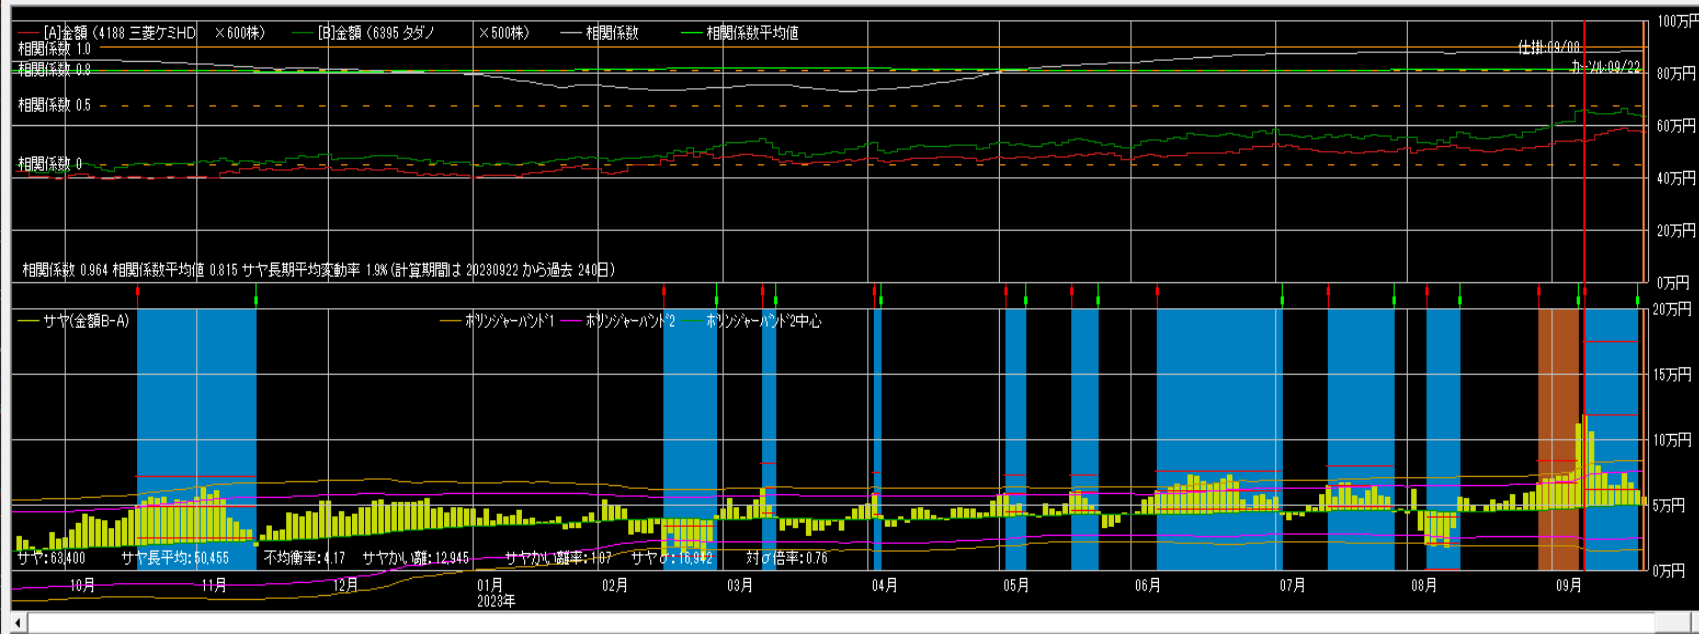 [A]金額 (4188 三菱ケミHD ×600株) [B]金額 (6395 タダノ ×500株) 相関係数 相関係数平均値
100万円
相関係数 1.0
仕掛:09/08
相関係数 0.8
カーソル:09/22
80万円
相関係数 0.5
60万円
相関係数 0
40万円
20万円
相関係数 0.964 相関係数平均値 0.815 サヤ長期平均変動率 1.9% (計算期間は 20230922 から過去 240日)
0万円
20万円
サヤ(金額B-A) ボリンジャーバンド1 ボリンジャーバンド2 ボリンジャーバンド2中心
15万円
10万円
5万円
サヤ:63,400 サヤ長平均:50,455 不均衡率:4.17 サヤかい離:12,945 サヤかい離率:1.07 サヤσ:16,942 対σ倍率:0.76
0万円
10月 11月 12月 01月 02月 03月 04月 05月 06月 07月 08月 09月
2023年